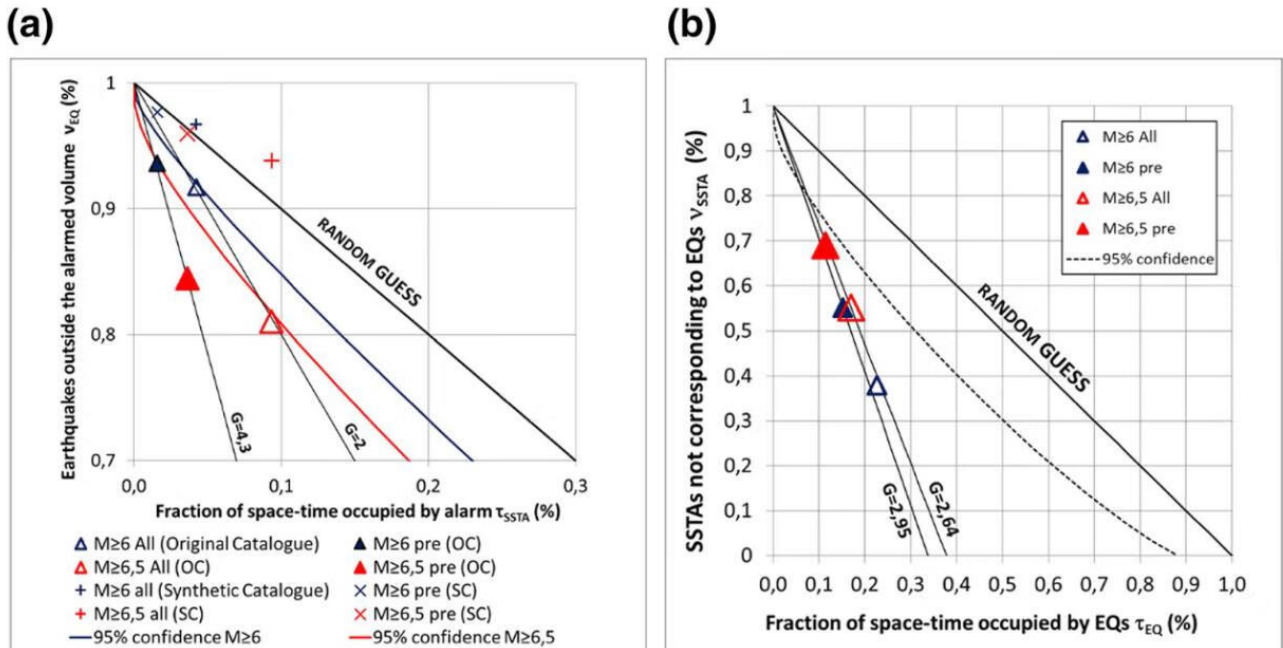 (a)
Earthquakes outside the alarmed volume νEQ (%)
1
0,9
0,8
0,7
RANDOM GUESS
G=4,3
G=2
0,0
0,1
0,2
0,3
Fraction of space-time occupied by alarm τSSTA (%)
M≥6 All (Original Catalogue)
M≥6 pre (OC)
M≥6,5 All (OC)
M≥6,5 pre (OC)
M≥6 all (Synthetic Catalogue)
M≥6 pre (SC)
M≥6,5 all (SC)
M≥6,5 pre (SC)
95% confidence M≥6
95% confidence M≥6,5
(b)
SSTAs not corresponding to EQs νSSTA (%)
1
0,9
0,8
0,7
0,6
0,5
0,4
0,3
0,2
0,1
0
M≥6 All
M≥6 pre
M≥6,5 All
M≥6,5 pre
95% confidence
RANDOM GUESS
G=2,95
G=2,64
0,0
0,1
0,2
0,3
0,4
0,5
0,6
0,7
0,8
0,9
1,0
Fraction of space-time occupied by EQs τEQ (%)